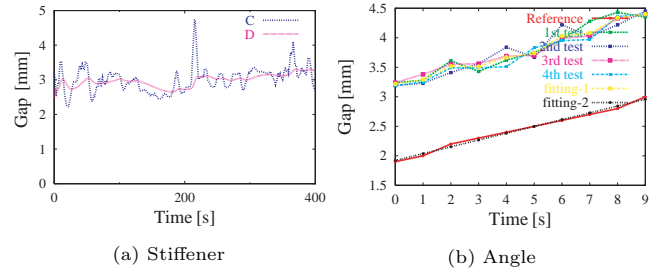 5
4
3
2
1
0
Gap [mm]
C
D
0
200
400
Time [s]
(a) Stiffener
4.5
4
3.5
3
2.5
2
1.5
Gap [mm]
Reference
1st test
2nd test
3rd test
4th test
fitting-1
fitting-2
0 1 2 3 4 5 6 7 8 9
Time [s]
(b) Angle